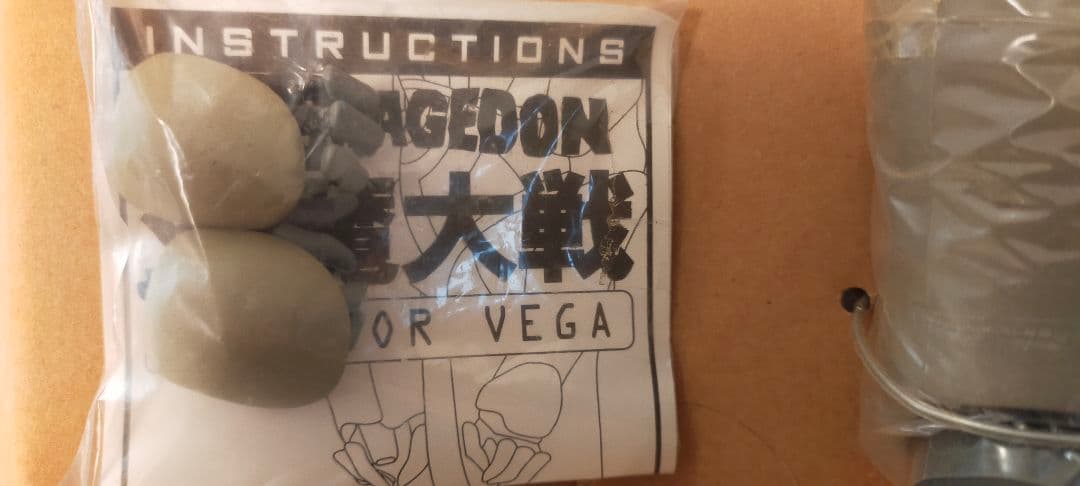 INSTRUCTIONS
AGEDON
大戦
OR VEGA